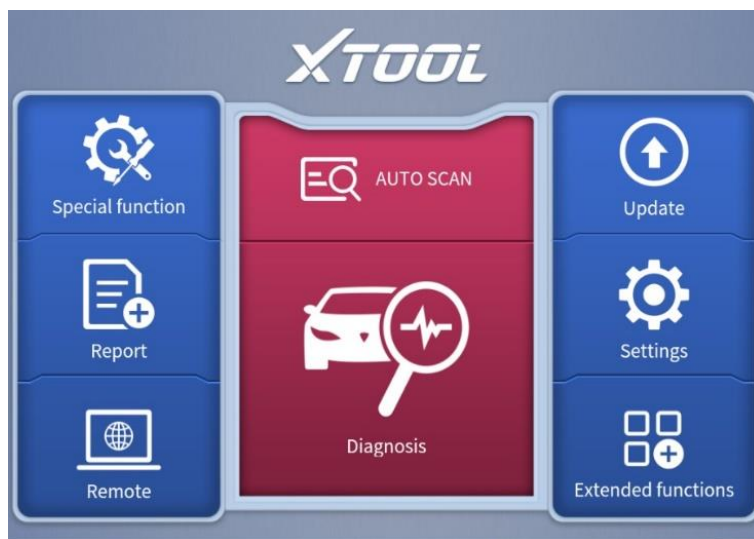 XTOOL
Special function
Report
Remote
AUTO SCAN
Diagnosis
Update
Settings
Extended functions